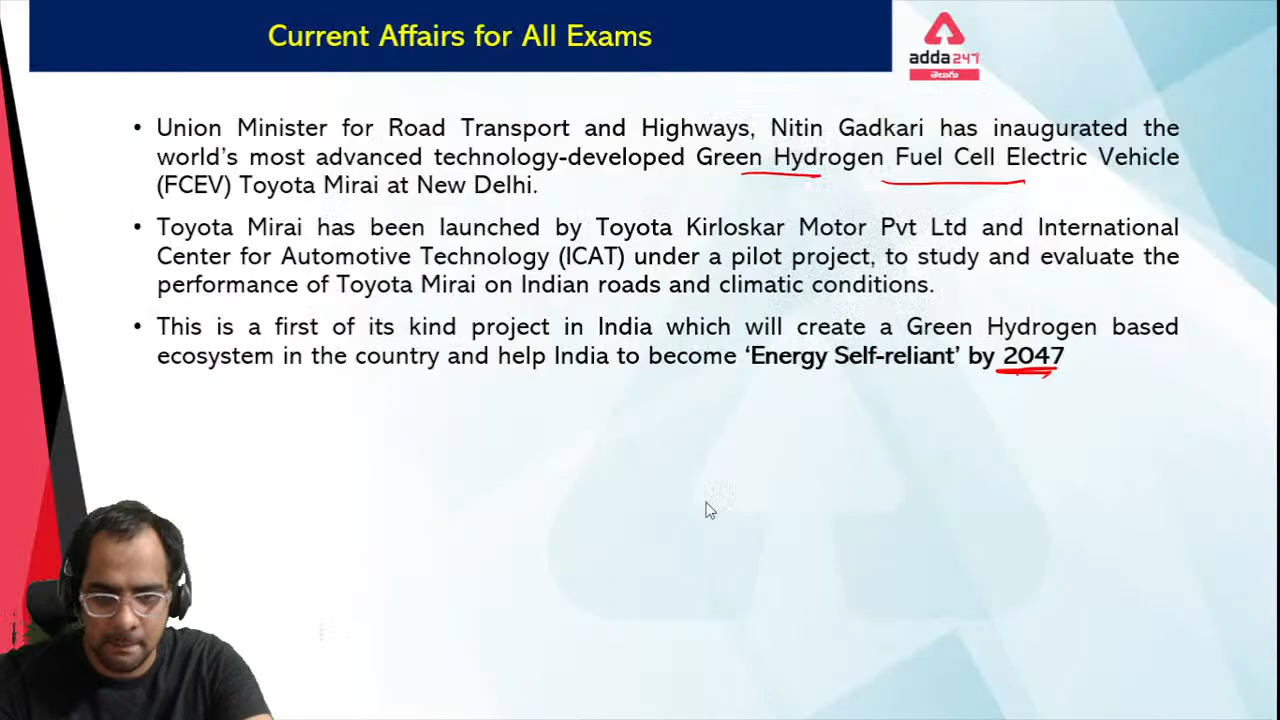 Current Affairs for All Exams
adda247
తెలుగు
• Union Minister for Road Transport and Highways, Nitin Gadkari has inaugurated the
world's most advanced technology-developed Green Hydrogen Fuel Cell Electric Vehicle
(FCEV) Toyota Mirai at New Delhi.
• Toyota Mirai has been launched by Toyota Kirloskar Motor Pvt Ltd and International
Center for Automotive Technology (ICAT) under a pilot project, to study and evaluate the
performance of Toyota Mirai on Indian roads and climatic conditions.
• This is a first of its kind project in India which will create a Green Hydrogen based
ecosystem in the country and help India to become ‘Energy Self-reliant’ by 2047